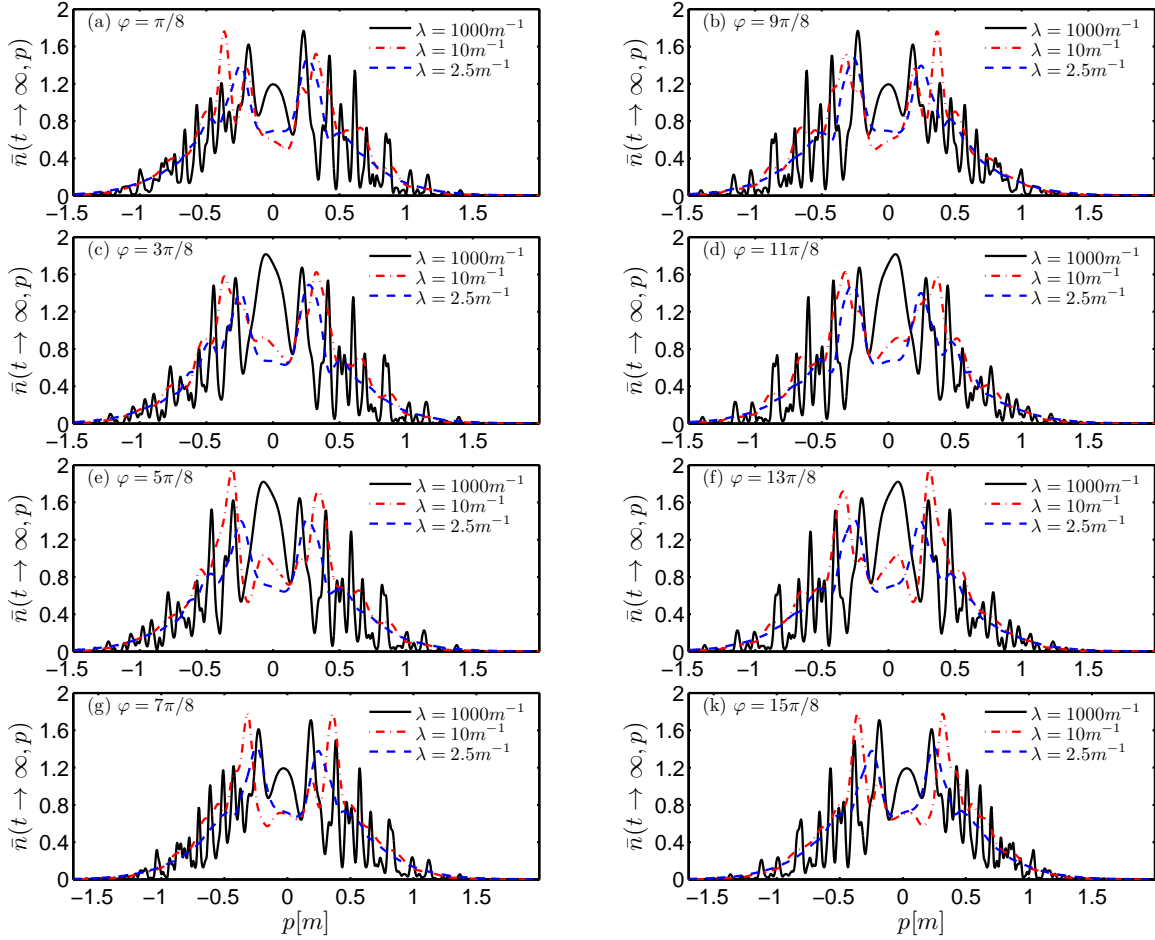 (a) φ = π/8
λ = 1000m⁻¹
λ = 10m⁻¹
λ = 2.5m⁻¹
n̄(t → ∞, p)
2
1.6
1.2
0.8
0.4
0
−1.5 −1 −0.5 0 0.5 1 1.5
(b) φ = 9π/8
λ = 1000m⁻¹
λ = 10m⁻¹
λ = 2.5m⁻¹
n̄(t → ∞, p)
2
1.6
1.2
0.8
0.4
0
−1.5 −1 −0.5 0 0.5 1 1.5
(c) φ = 3π/8
λ = 1000m⁻¹
λ = 10m⁻¹
λ = 2.5m⁻¹
n̄(t → ∞, p)
2
1.6
1.2
0.8
0.4
0
−1.5 −1 −0.5 0 0.5 1 1.5
(d) φ = 11π/8
λ = 1000m⁻¹
λ = 10m⁻¹
λ = 2.5m⁻¹
n̄(t → ∞, p)
2
1.6
1.2
0.8
0.4
0
−1.5 −1 −0.5 0 0.5 1 1.5
(e) φ = 5π/8
λ = 1000m⁻¹
λ = 10m⁻¹
λ = 2.5m⁻¹
n̄(t → ∞, p)
2
1.6
1.2
0.8
0.4
0
−1.5 −1 −0.5 0 0.5 1 1.5
(f) φ = 13π/8
λ = 1000m⁻¹
λ = 10m⁻¹
λ = 2.5m⁻¹
n̄(t → ∞, p)
2
1.6
1.2
0.8
0.4
0
−1.5 −1 −0.5 0 0.5 1 1.5
(g) φ = 7π/8
λ = 1000m⁻¹
λ = 10m⁻¹
λ = 2.5m⁻¹
n̄(t → ∞, p)
2
1.6
1.2
0.8
0.4
0
−1.5 −1 −0.5 0 0.5 1 1.5
p[m]
(k) φ = 15π/8
λ = 1000m⁻¹
λ = 10m⁻¹
λ = 2.5m⁻¹
n̄(t → ∞, p)
2
1.6
1.2
0.8
0.4
0
−1.5 −1 −0.5 0 0.5 1 1.5
p[m]